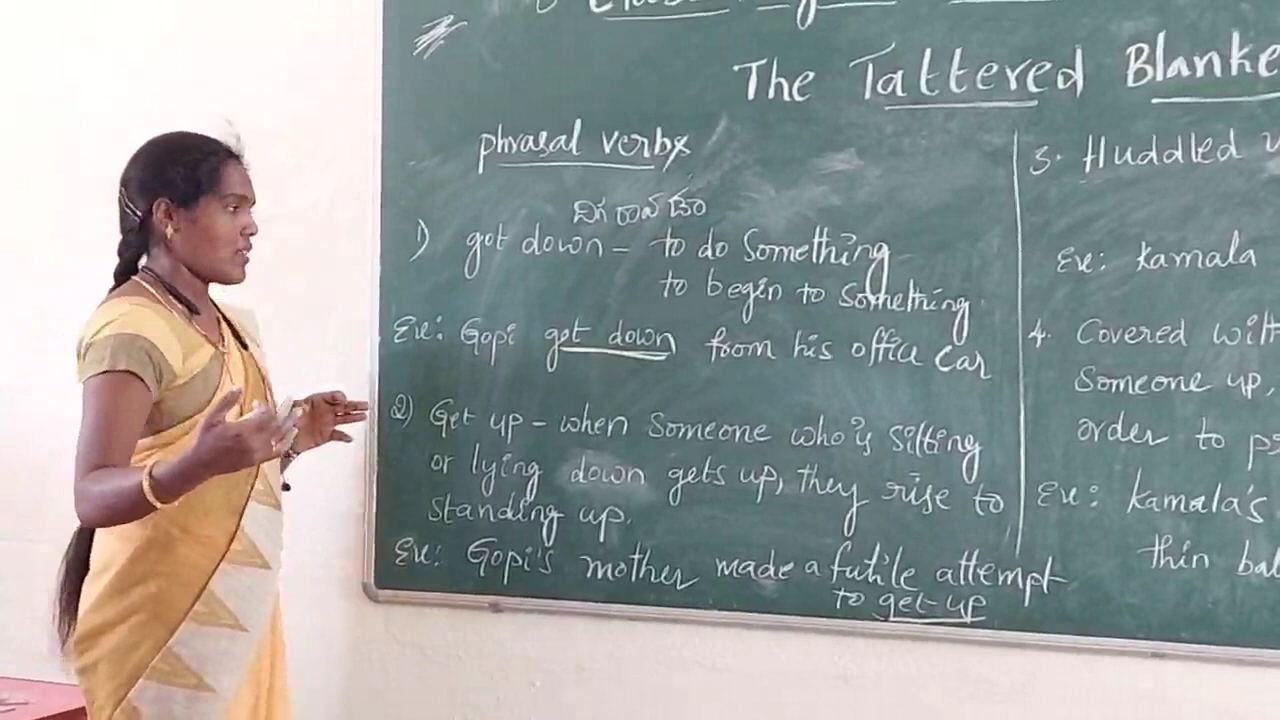 The Tattered Blanke
phrasal verbs
దిగ రావడం
1) got down – to do Something
to begin to something
Ex: Gopi got down from his office car
2) Get up – when Someone who's sitting
or lying down gets up, they rise to
standing up.
Ex: Gopi's mother made a futile attempt
to get up
3. Huddled
Ex: Kamala
4. Covered with
Someone up,
order to
Ex: Kamala's
thin